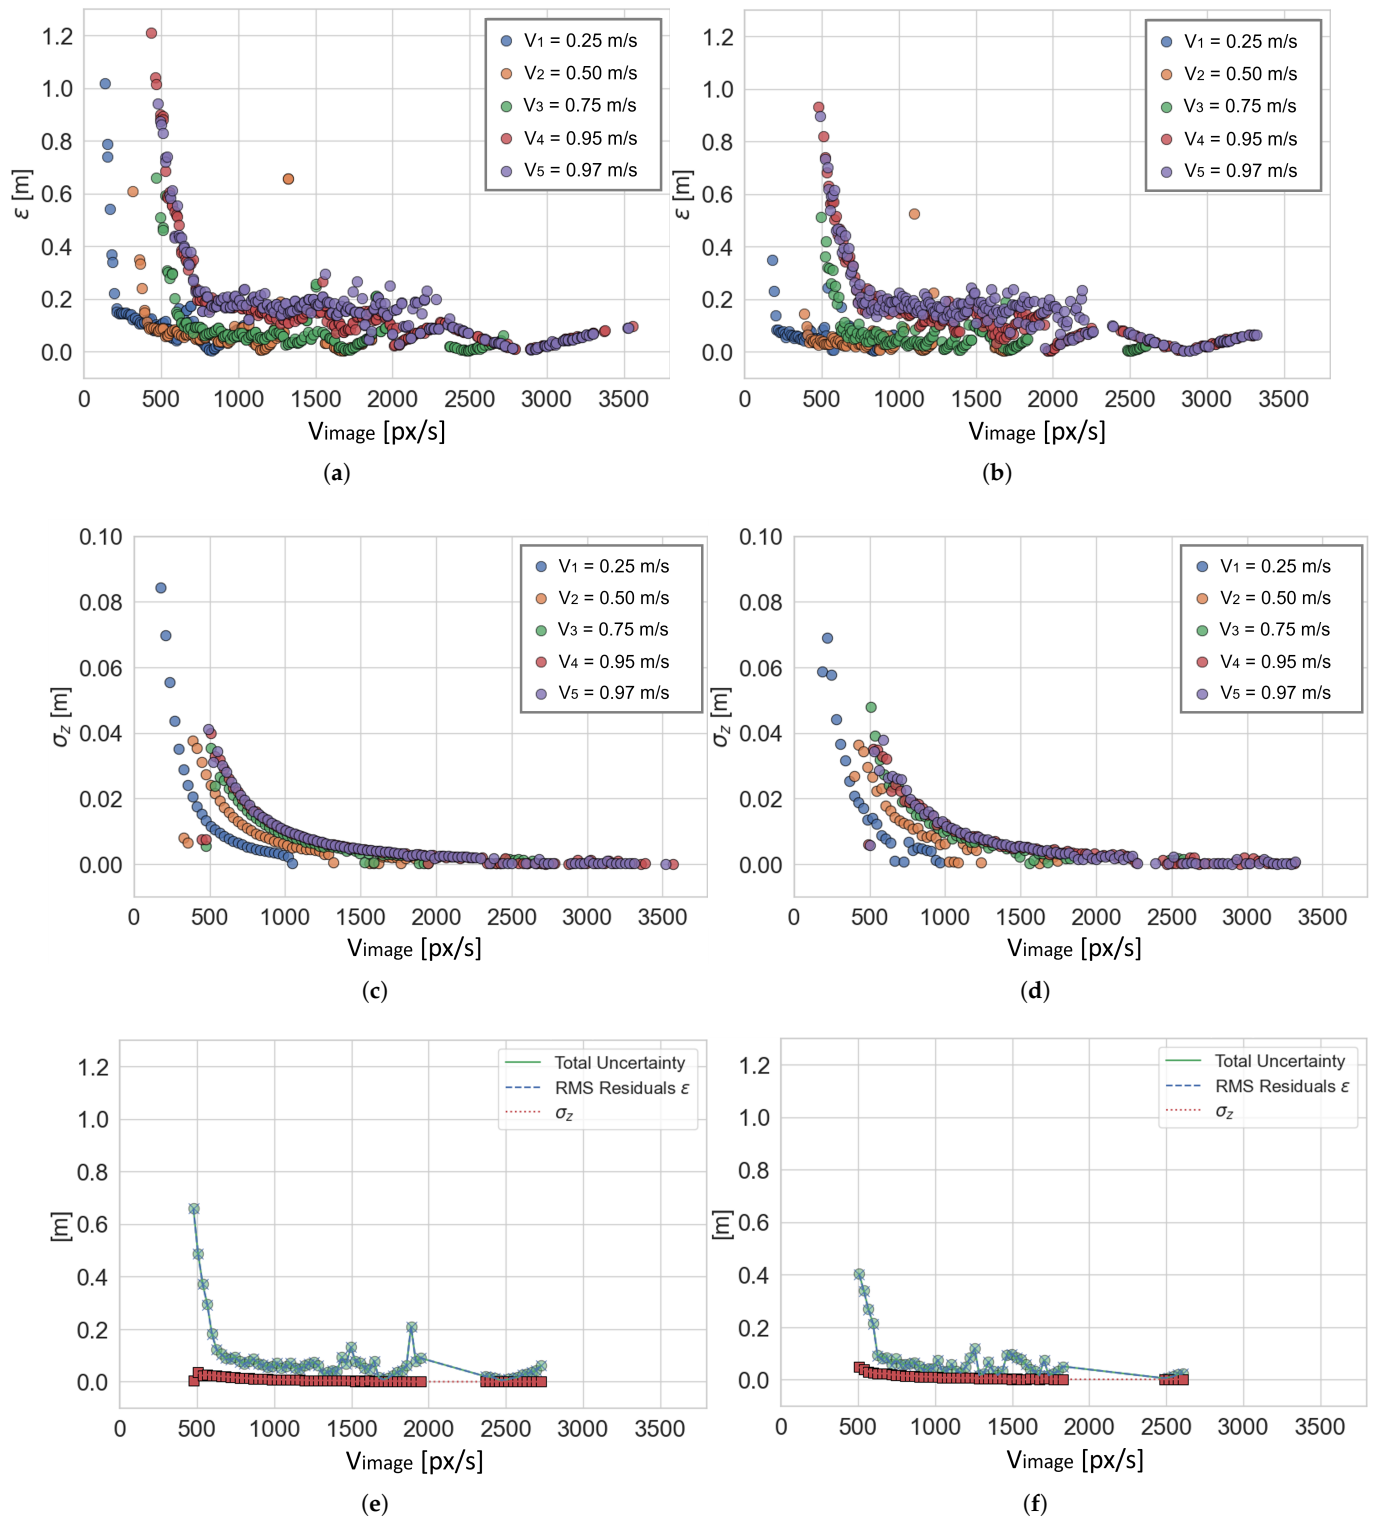 1.2
1.0
0.8
0.6
0.4
0.2
0.0
ε [m]
V1 = 0.25 m/s
V2 = 0.50 m/s
V3 = 0.75 m/s
V4 = 0.95 m/s
V5 = 0.97 m/s
0 500 1000 1500 2000 2500 3000 3500
Vimage [px/s]
(a)
1.2
1.0
0.8
0.6
0.4
0.2
0.0
ε [m]
V1 = 0.25 m/s
V2 = 0.50 m/s
V3 = 0.75 m/s
V4 = 0.95 m/s
V5 = 0.97 m/s
0 500 1000 1500 2000 2500 3000 3500
Vimage [px/s]
(b)
0.10
0.08
0.06
0.04
0.02
0.00
σz [m]
V1 = 0.25 m/s
V2 = 0.50 m/s
V3 = 0.75 m/s
V4 = 0.95 m/s
V5 = 0.97 m/s
0 500 1000 1500 2000 2500 3000 3500
Vimage [px/s]
(c)
0.10
0.08
0.06
0.04
0.02
0.00
σz [m]
V1 = 0.25 m/s
V2 = 0.50 m/s
V3 = 0.75 m/s
V4 = 0.95 m/s
V5 = 0.97 m/s
0 500 1000 1500 2000 2500 3000 3500
Vimage [px/s]
(d)
1.2
1.0
0.8
0.6
0.4
0.2
0.0
[m]
Total Uncertainty
RMS Residuals ε
σz
0 500 1000 1500 2000 2500 3000 3500
Vimage [px/s]
(e)
1.2
1.0
0.8
0.6
0.4
0.2
0.0
[m]
Total Uncertainty
RMS Residuals ε
σz
0 500 1000 1500 2000 2500 3000 3500
Vimage [px/s]
(f)